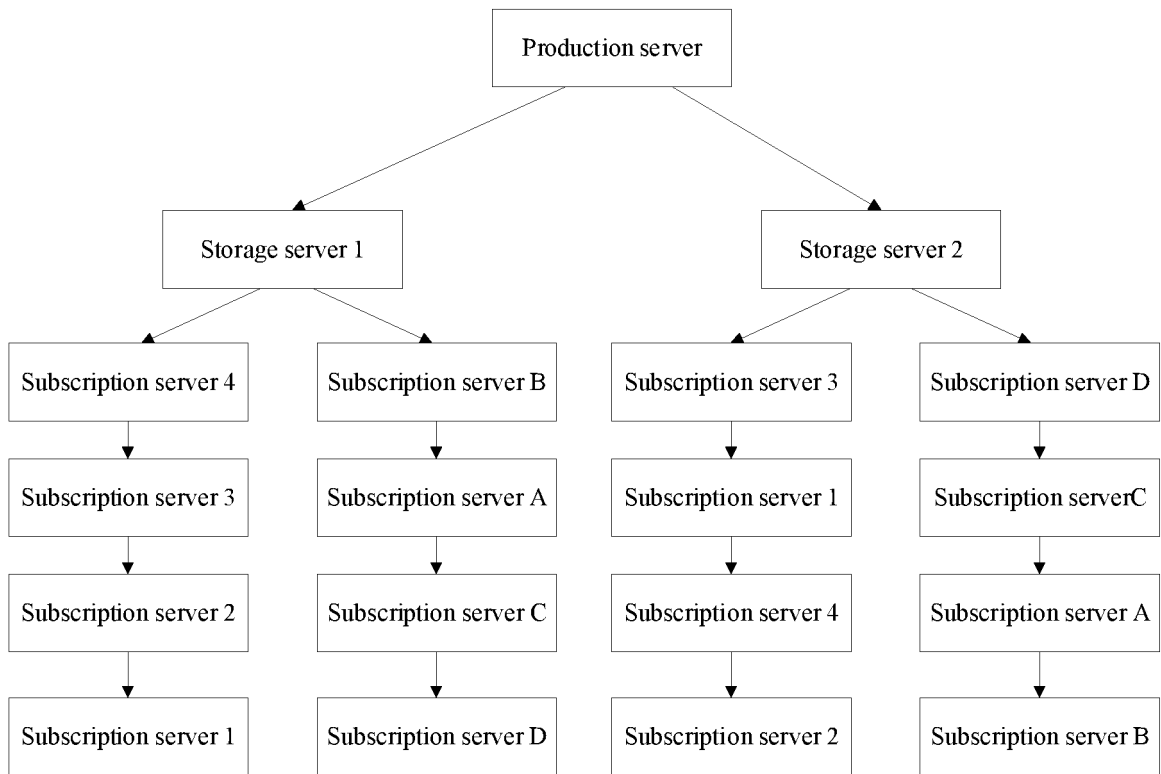 Production server
Storage server 1
Storage server 2
Subscription server 4
Subscription server B
Subscription server 3
Subscription server D
Subscription server 3
Subscription server A
Subscription server 1
Subscription serverC
Subscription server 2
Subscription server C
Subscription server 4
Subscription server A
Subscription server 1
Subscription server D
Subscription server 2
Subscription server B